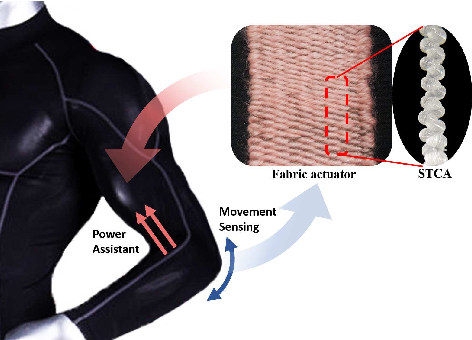 Fabric actuator
STCA
Movement
Sensing
Power
Assistant